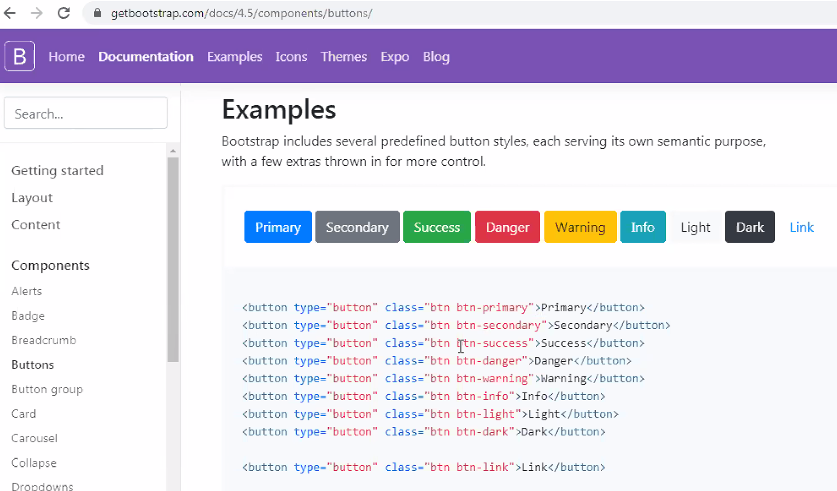 getbootstrap.com/docs/4.5/components/buttons/
B Home Documentation Examples Icons Themes Expo Blog
Search...
Getting started
Layout
Content
Components
Alerts
Badge
Breadcrumb
Buttons
Button group
Card
Carousel
Collapse
Dropdowns
Examples
Bootstrap includes several predefined button styles, each serving its own semantic purpose,
with a few extras thrown in for more control.
Primary Secondary Success Danger Warning Info Light Dark Link
<button type="button" class="btn btn-primary">Primary</button>
<button type="button" class="btn btn-secondary">Secondary</button>
<button type="button" class="btn btn-success">Success</button>
<button type="button" class="btn btn-danger">Danger</button>
<button type="button" class="btn btn-warning">Warning</button>
<button type="button" class="btn btn-info">Info</button>
<button type="button" class="btn btn-light">Light</button>
<button type="button" class="btn btn-dark">Dark</button>
<button type="button" class="btn btn-link">Link</button>